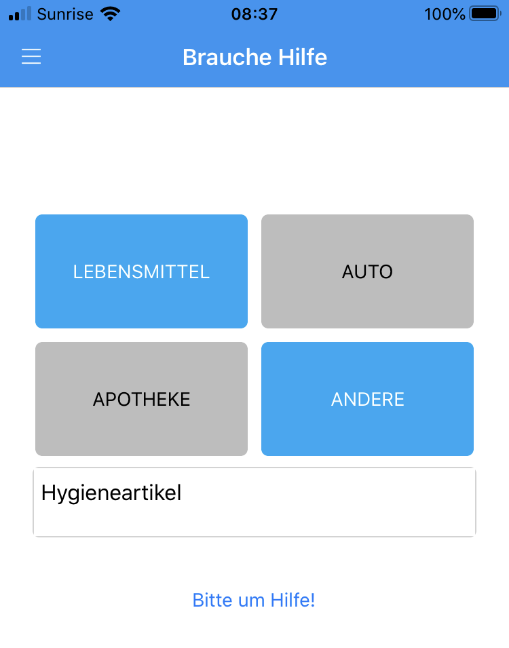 Sunrise 08:37 100%
Brauche Hilfe
LEBENSMITTEL AUTO
APOTHEKE ANDERE
Hygieneartikel
Bitte um Hilfe!